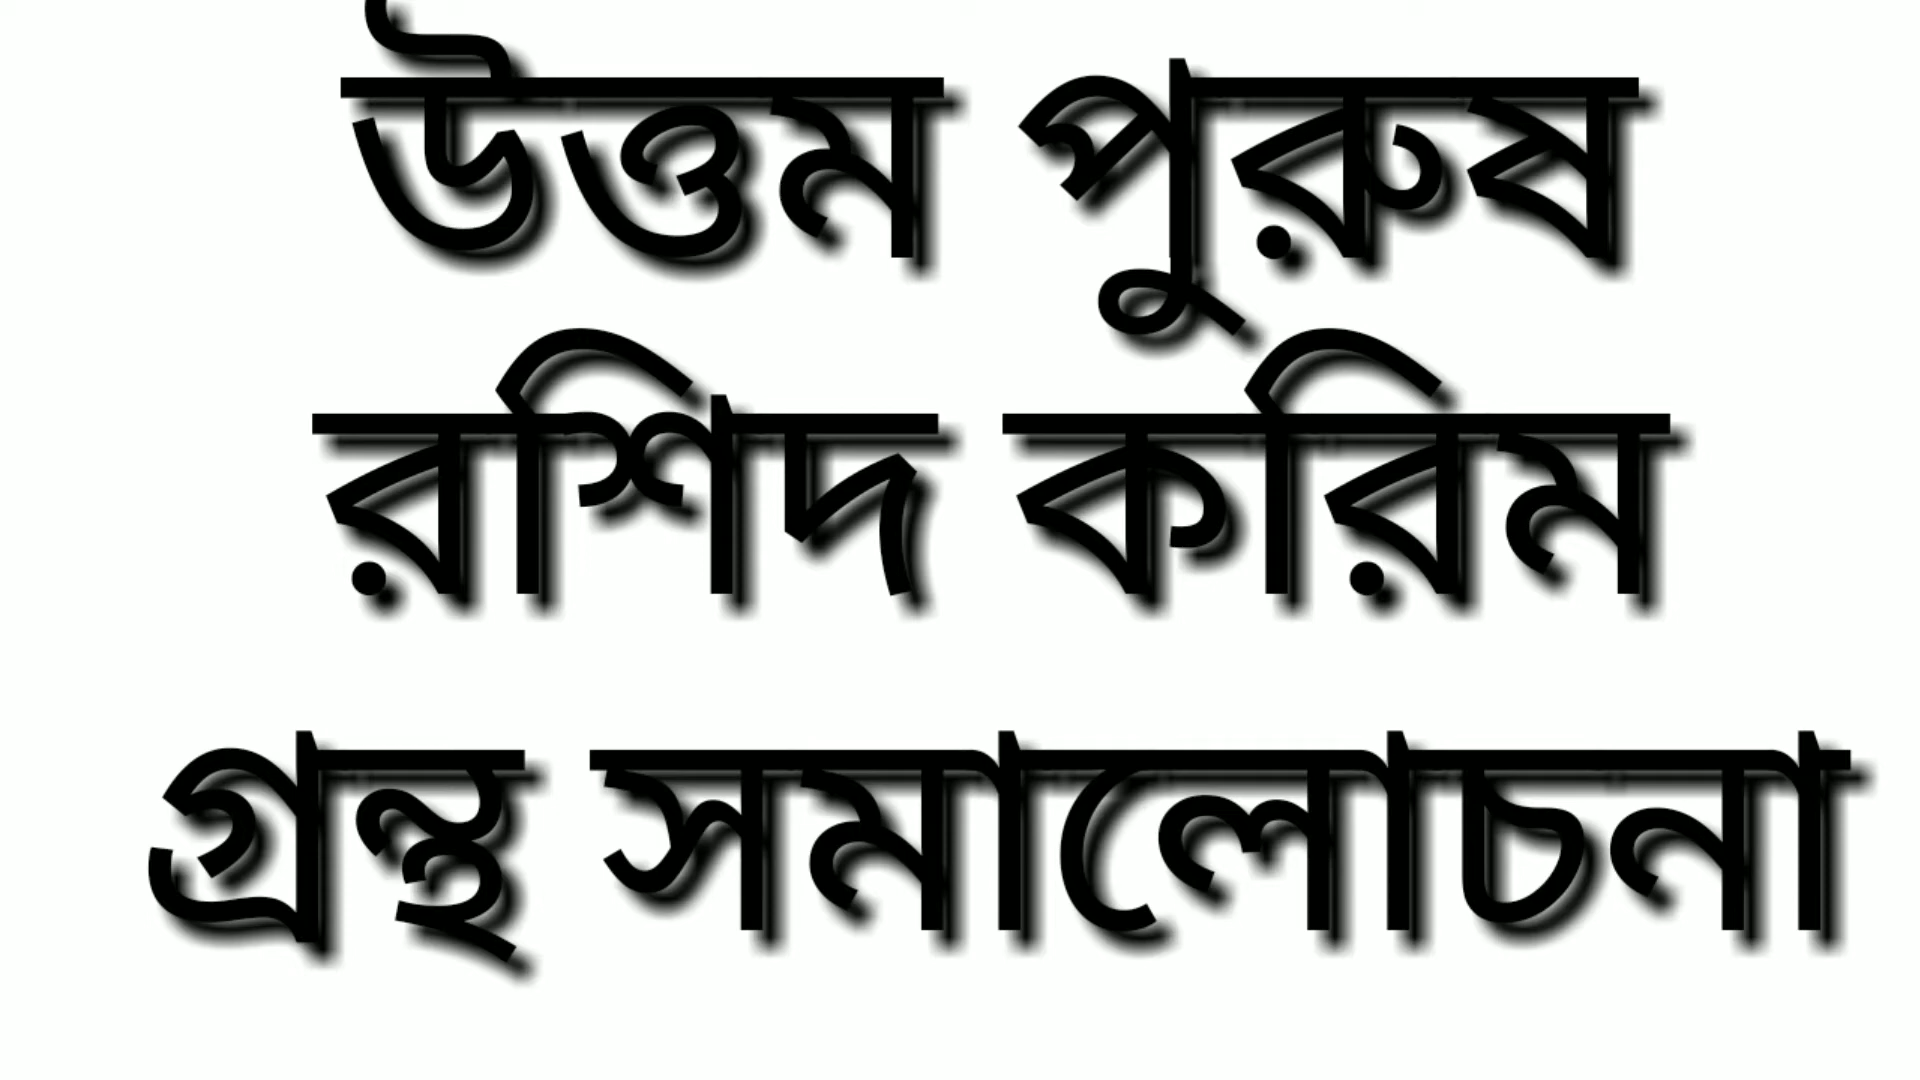 উত্তম পুরুষ
রশিদ করিম
গ্রন্থ সমালোচনা